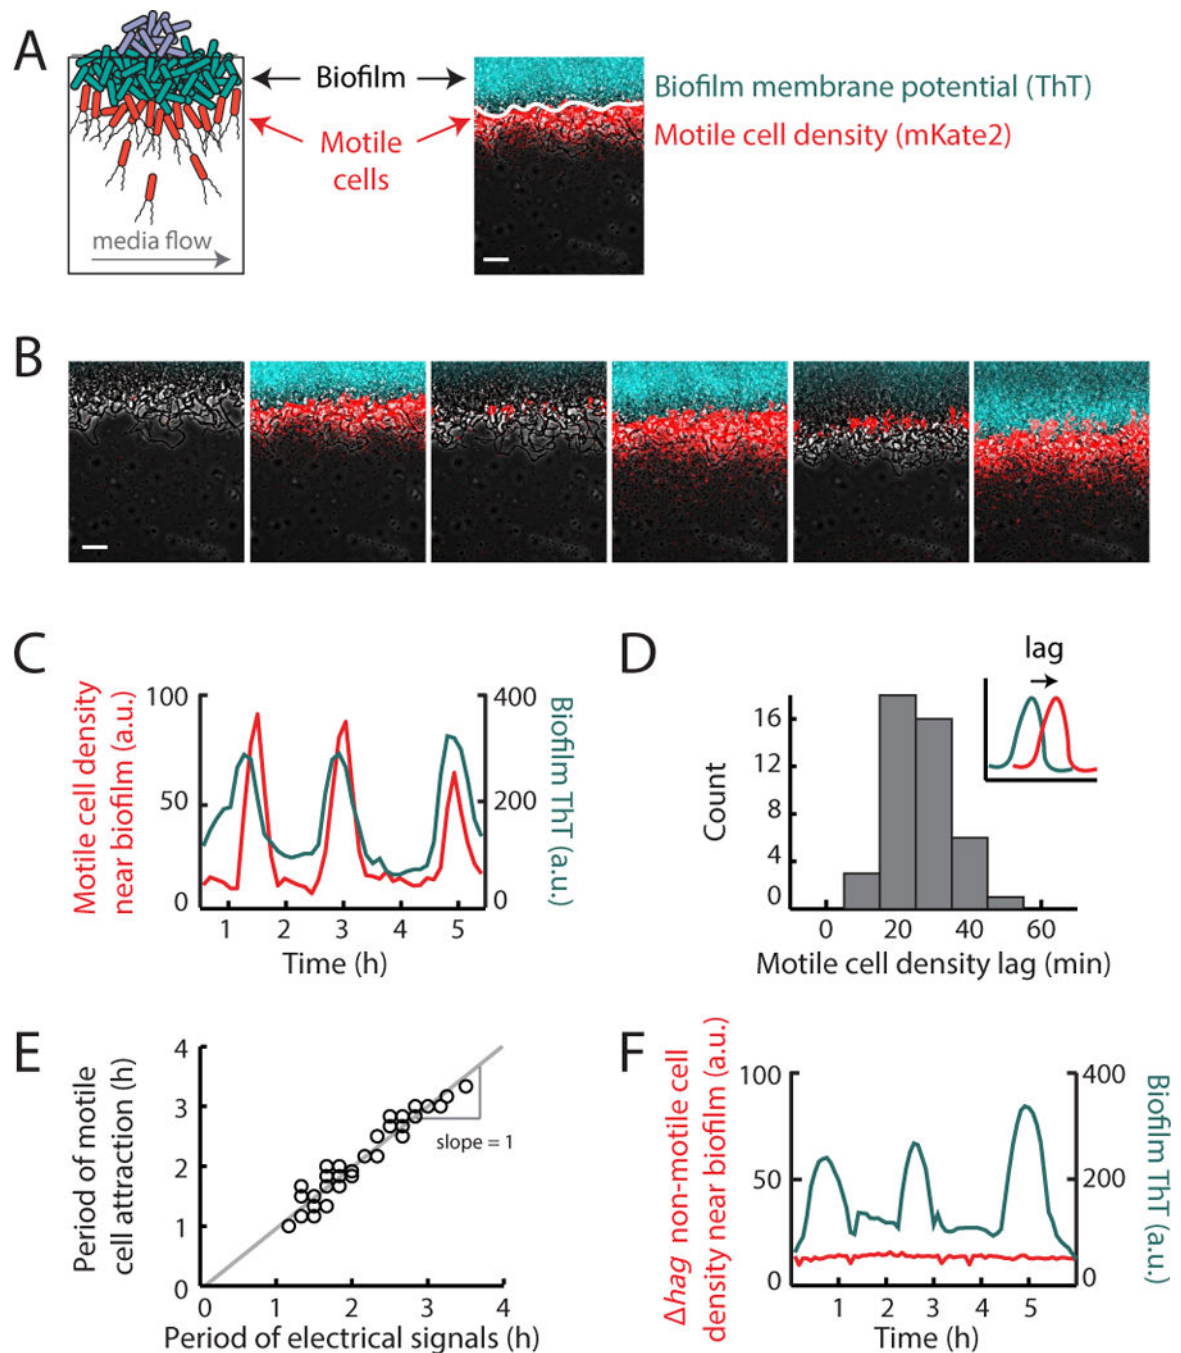 A
Biofilm
Motile
cells
media flow
Biofilm membrane potential (ThT)
Motile cell density (mKate2)
B
C
Motile cell density
near biofilm (a.u.)
100
50
0
400
200
0
Biofilm ThT (a.u.)
1 2 3 4 5
Time (h)
D
lag
Count
16
12
8
4
0
0 20 40 60
Motile cell density lag (min)
E
Period of motile
cell attraction (h)
4
3
2
1
0
slope = 1
0 1 2 3 4
Period of electrical signals (h)
F
Δhag non-motile cell
density near biofilm (a.u.)
100
50
0
400
200
0
Biofilm ThT (a.u.)
1 2 3 4 5
Time (h)